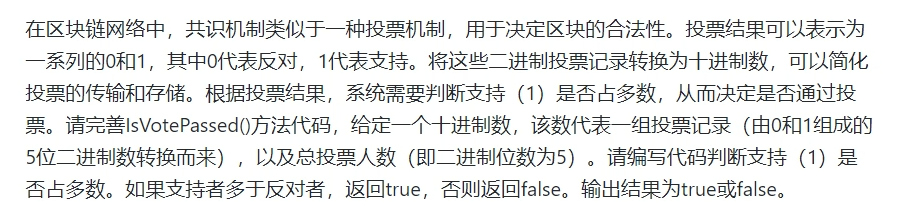 在区块链网络中，共识机制类似于一种投票机制，用于决定区块的合法性。投票结果可以表示为
一系列的0和1，其中0代表反对，1代表支持。将这些二进制投票记录转换为十进制数，可以简化
投票的传输和存储。根据投票结果，系统需要判断支持（1）是否占多数，从而决定是否通过投
票。请完善IsVotePassed()方法代码，给定一个十进制数，该数代表一组投票记录（由0和1组成的
5位二进制数转换而来），以及总投票人数（即二进制位数为5）。请编写代码判断支持（1）是
否占多数。如果支持者多于反对者，返回true，否则返回false。输出结果为true或false。